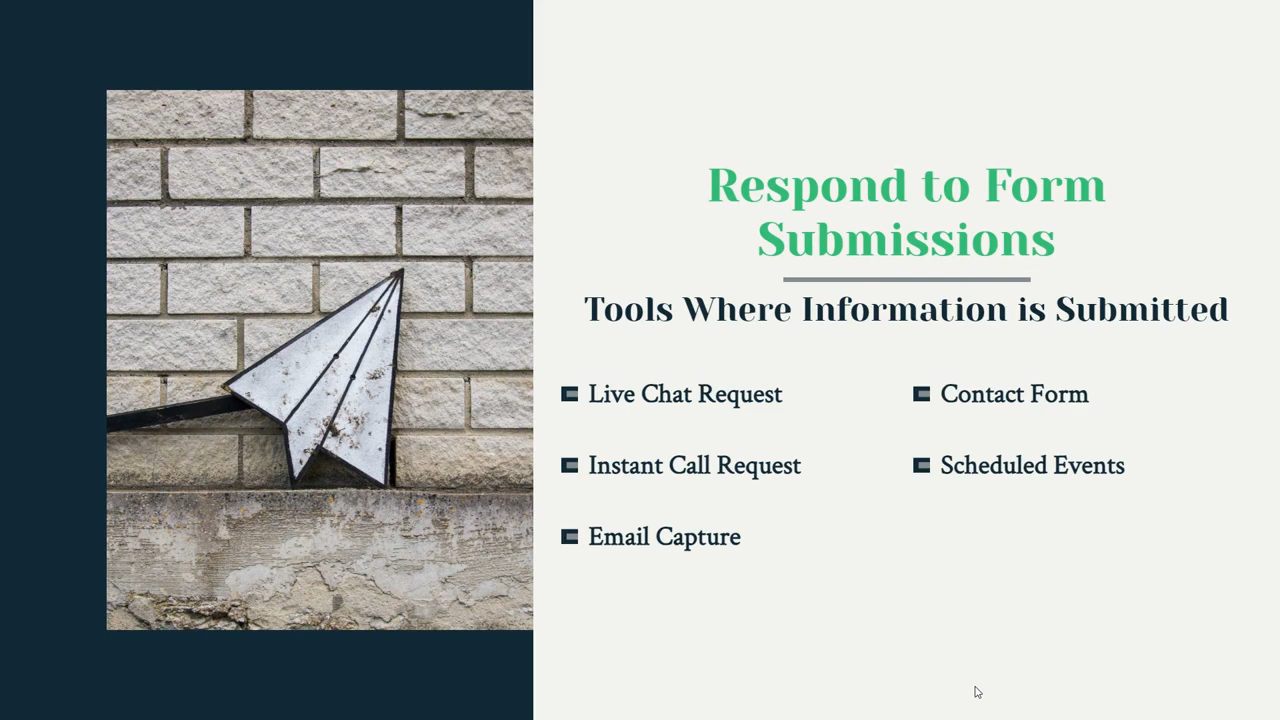 Respond to Form
Submissions
Tools Where Information is Submitted
Live Chat Request
Instant Call Request
Email Capture
Contact Form
Scheduled Events